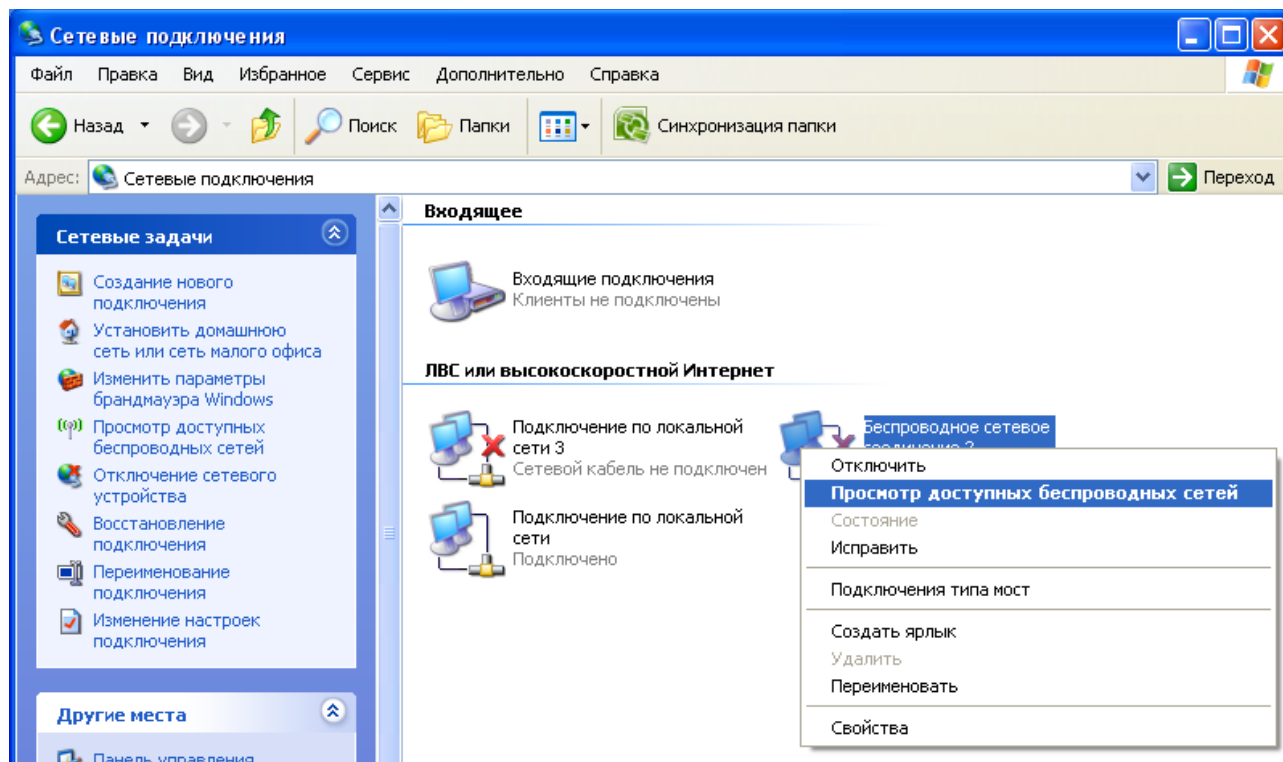 Сетевые подключения
Файл Правка Вид Избранное Сервис Дополнительно Справка
Назад Поиск Папки Синхронизация папки
Адрес: Сетевые подключения Переход
Сетевые задачи
Создание нового
подключения
Установить домашнюю
сеть или сеть малого офиса
Изменить параметры
брандмауэра Windows
Просмотр доступных
беспроводных сетей
Отключение сетевого
устройства
Восстановление
подключения
Переименование
подключения
Изменение настроек
подключения
Другие места
Панель управления
Входящее
Входящие подключения
Клиенты не подключены
ЛВС или высокоскоростной Интернет
Подключение по локальной
сети 3
Сетевой кабель не подключен
Беспроводное сетевое
соединение 2
Подключение по локальной
сети
Подключено
Отключить
Просмотр доступных беспроводных сетей
Состояние
Исправить
Подключения типа мост
Создать ярлык
Удалить
Переименовать
Свойства